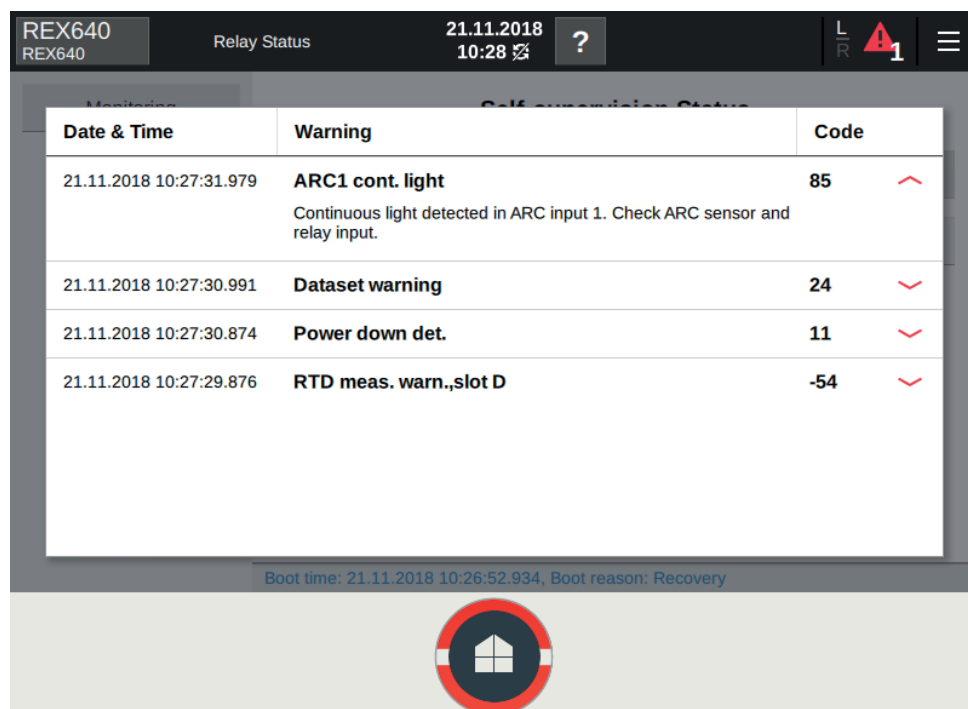 REX640
REX640
Relay Status
21.11.2018
10:28
?
L
R
1
Monitoring
Self-supervision Status
Date & Time Warning Code
21.11.2018 10:27:31.979 ARC1 cont. light 85
Continuous light detected in ARC input 1. Check ARC sensor and
relay input.
21.11.2018 10:27:30.991 Dataset warning 24
21.11.2018 10:27:30.874 Power down det. 11
21.11.2018 10:27:29.876 RTD meas. warn.,slot D -54
Boot time: 21.11.2018 10:26:52.934, Boot reason: Recovery